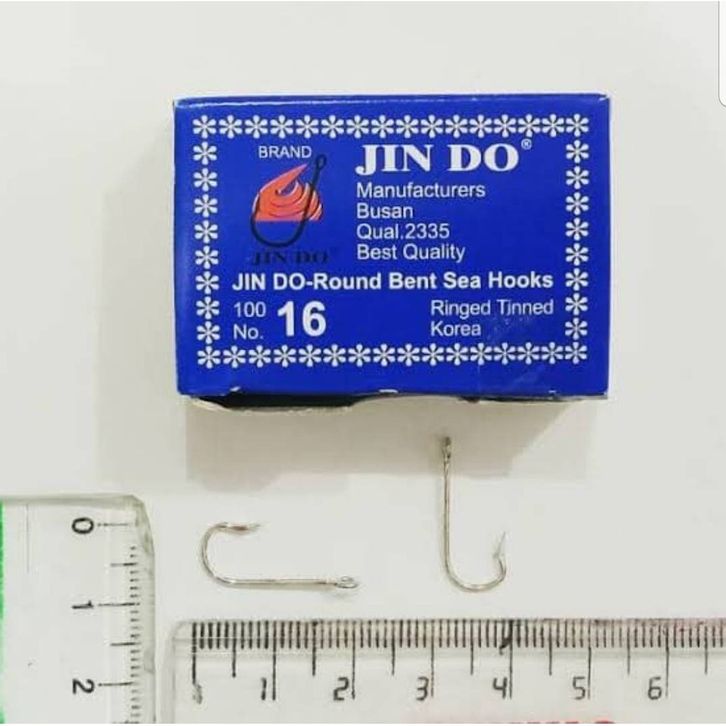 BRAND
JIN DO®
Manufacturers
Busan
Qual.2335
Best Quality
JIN DO®
JIN DO-Round Bent Sea Hooks
100
No. 16
Ringed Tinned
Korea
0
1
2
1 2 3 4 5 6